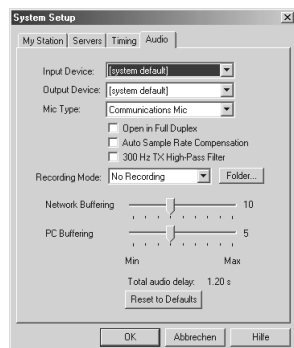 System Setup
My Station Servers Timing Audio
Input Device: [system default]
Output Device: [system default]
Mic Type: Communications Mic
Open in Full Duplex
Auto Sample Rate Compensation
300 Hz TX High-Pass Filter
Recording Mode: No Recording Folder...
Network Buffering 10
PC Buffering 5
Min Max
Total audio delay: 1.20 s
Reset to Defaults
OK Abbrechen Hilfe